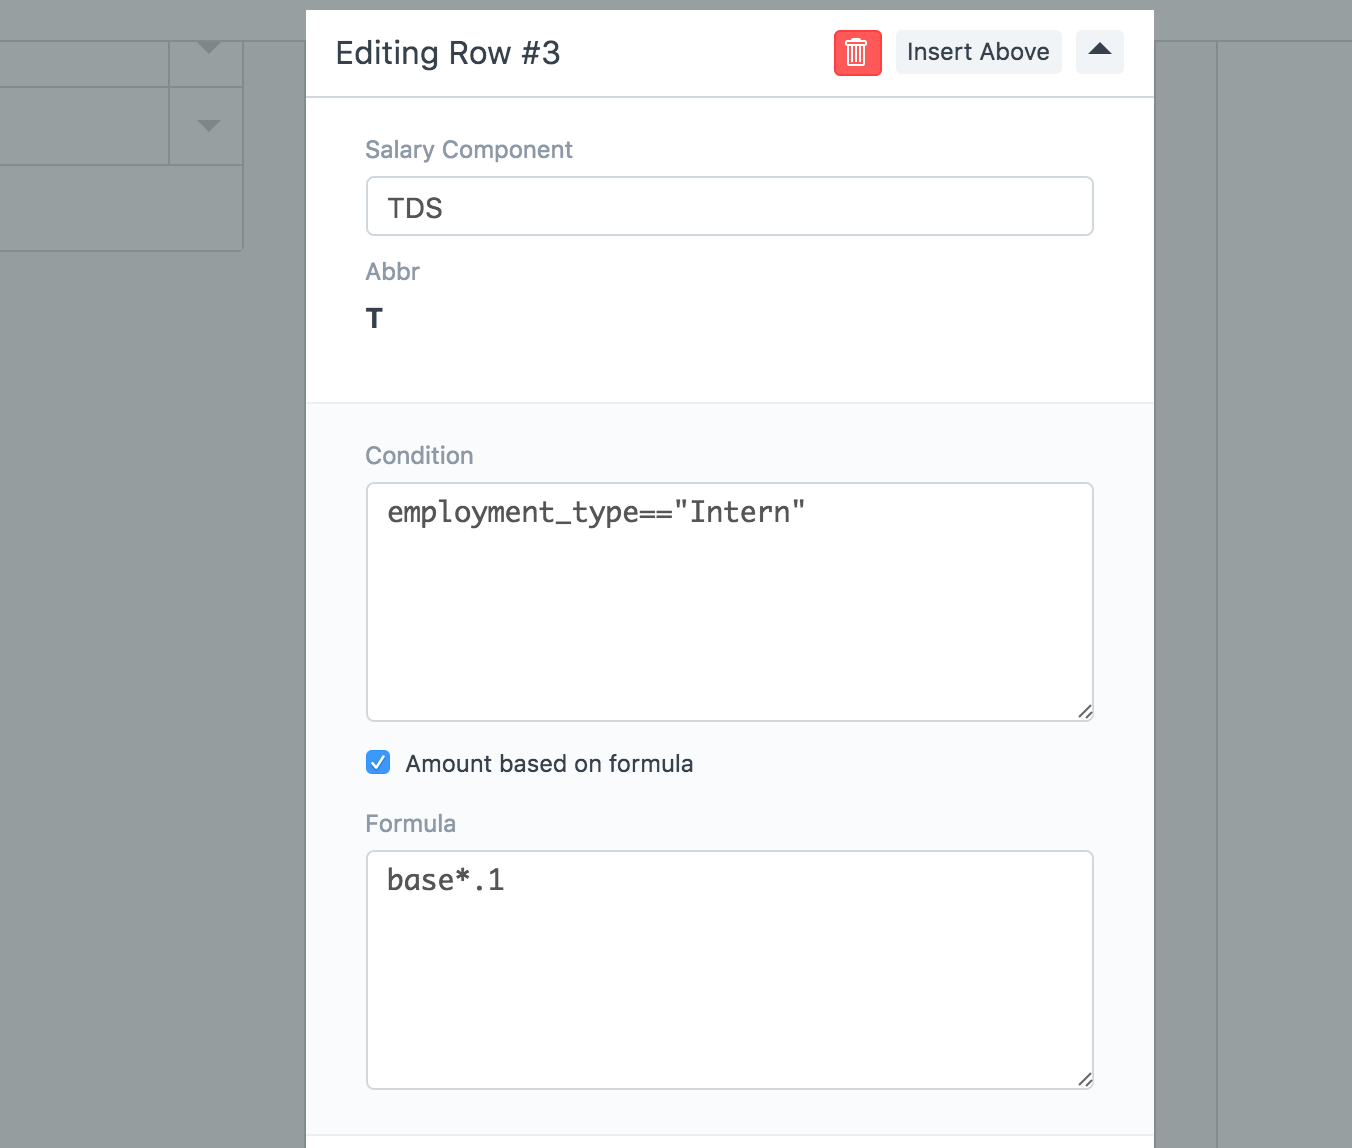 Editing Row #3
Insert Above
Salary Component
TDS
Abbr
T
Condition
employment_type=="Intern"
Amount based on formula
Formula
base*.1